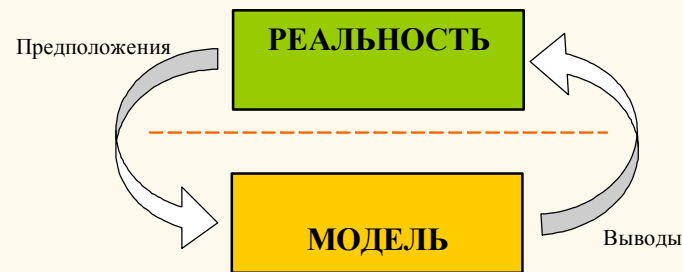 РЕАЛЬНОСТЬ
Предположения
МОДЕЛЬ
Выводы